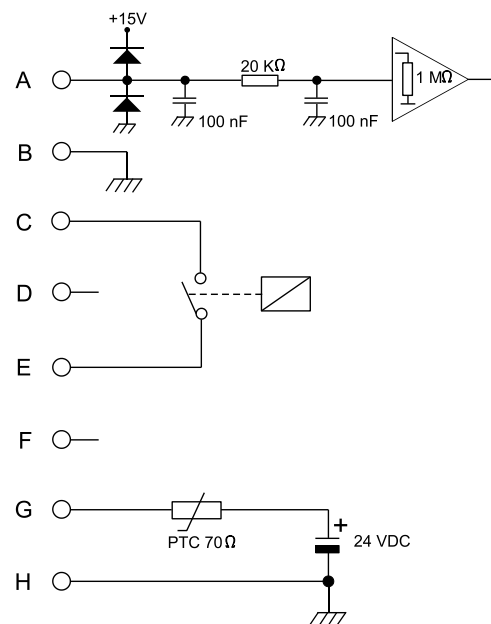 +15V
A
20 KΩ
1 MΩ
100 nF
100 nF
B
C
D
E
F
G
PTC 70Ω
+
24 VDC
H